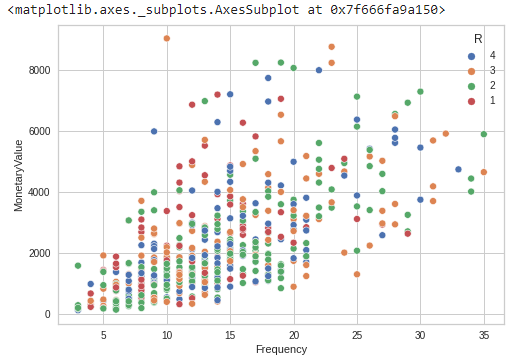 <matplotlib.axes._subplots.AxesSubplot at 0x7f666fa9a150>
R
4
3
2
1
8000
6000
4000
2000
0
MonetaryValue
5 10 15 20 25 30 35
Frequency